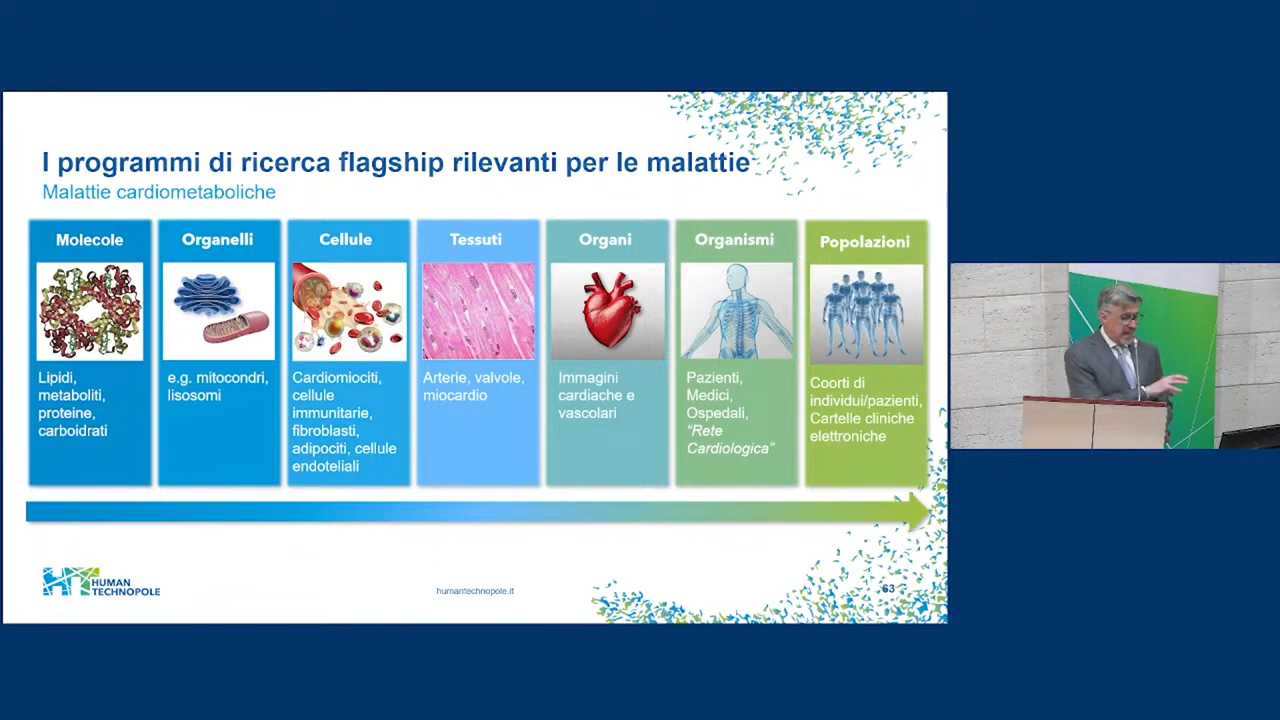 I programmi di ricerca flagship rilevanti per le malattie
Malattie cardiometaboliche
Molecole
Lipidi,
metaboliti,
proteine,
carboidrati
Organelli
e.g. mitocondri,
lisosomi
Cellule
Cardiomiociti,
cellule
immunitarie,
fibroblasti,
adipociti, cellule
endoteliali
Tessuti
Arterie, valvole,
miocardio
Organi
Immagini
cardiache e
vascolari
Organismi
Pazienti,
Medici,
Ospedali,
“Rete
Cardiologica”
Popolazioni
Coorti di
individui/pazienti,
Cartelle cliniche
elettroniche
HT HUMAN
TECHNOPOLE
humantechnopole.it
63